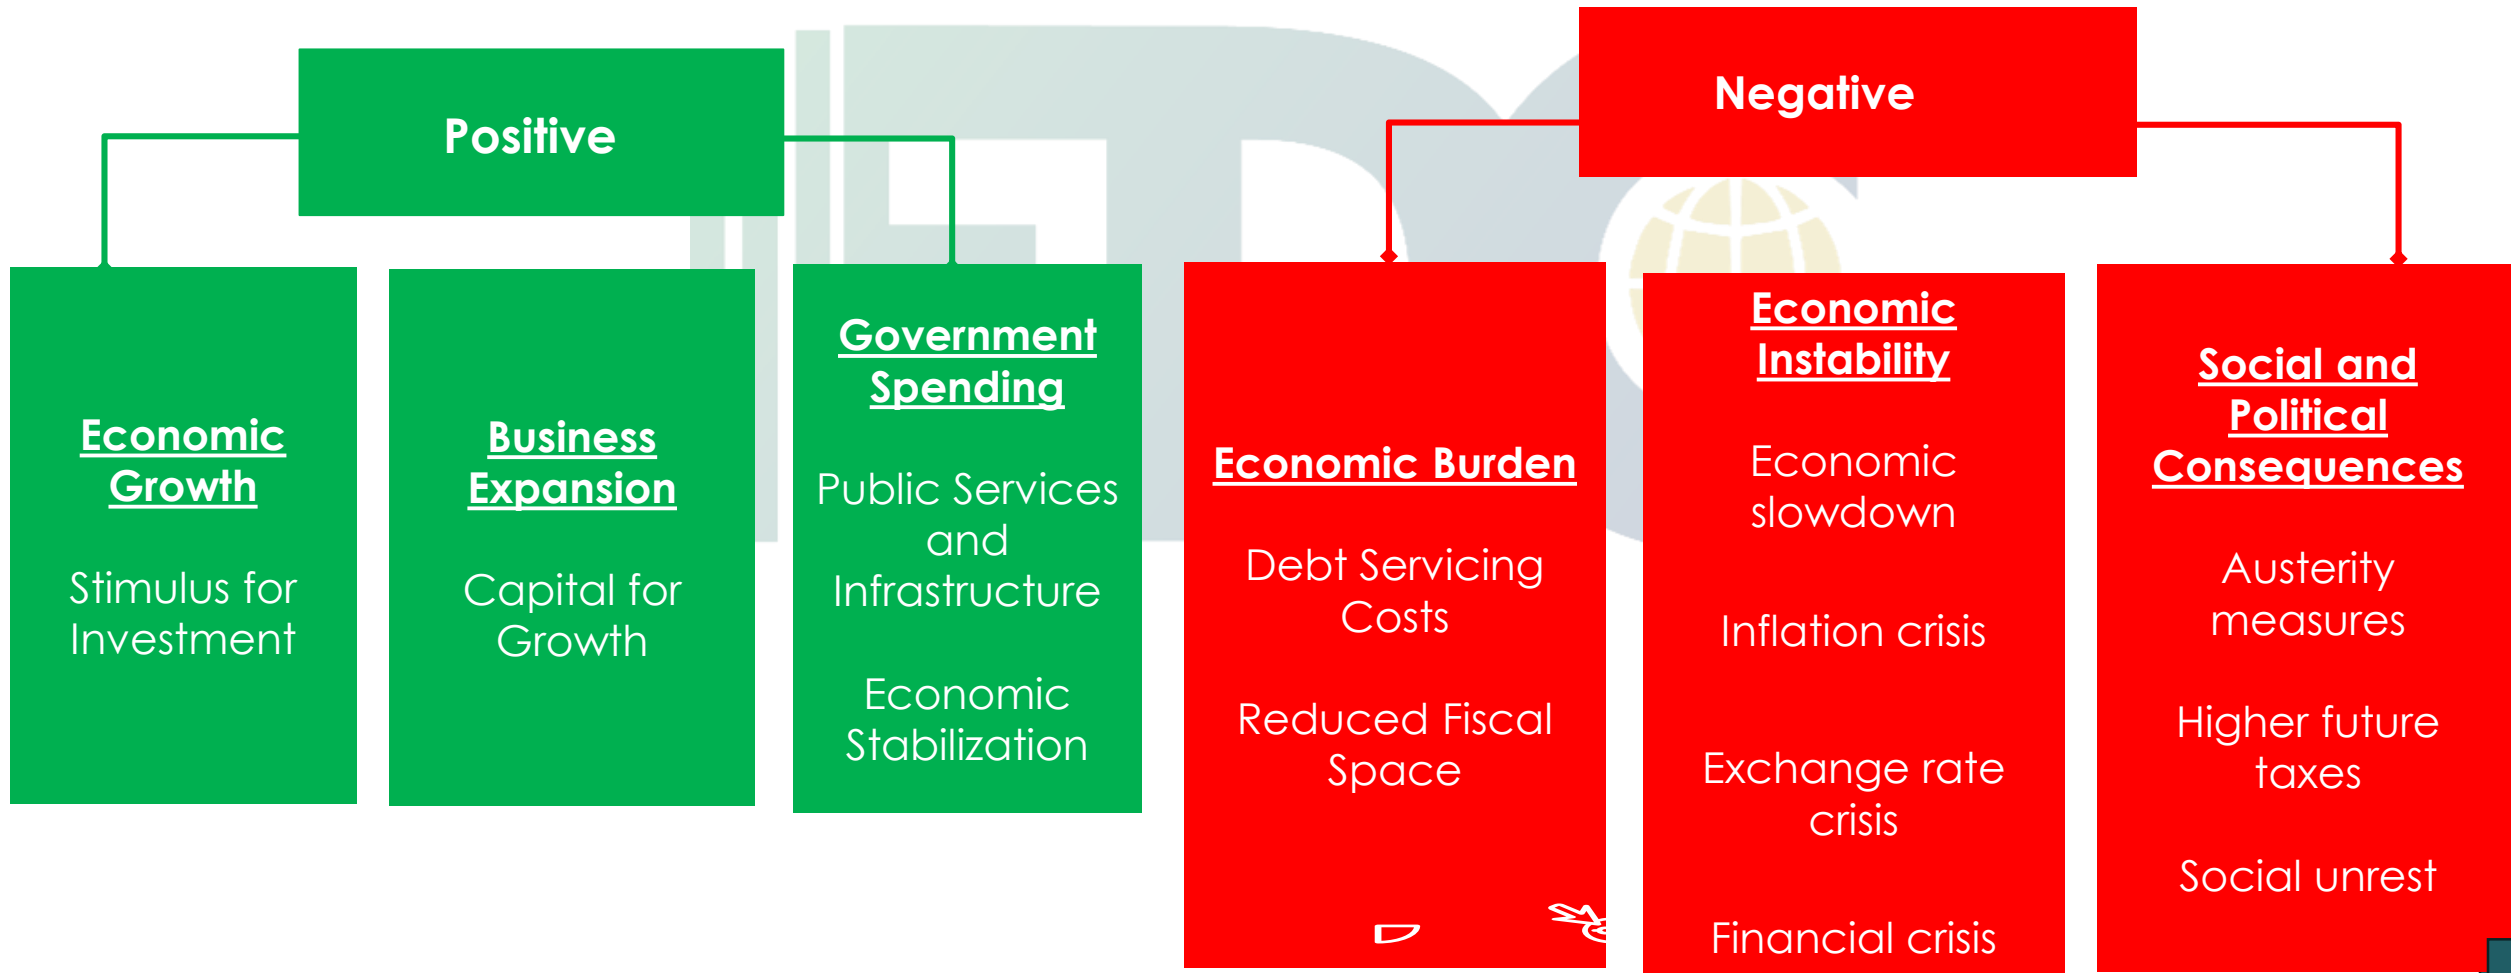 Positive
Economic
Growth
Stimulus for
Investment
Business
Expansion
Capital for
Growth
Government
Spending
Public Services
and
Infrastructure
Economic
Stabilization
Negative
Economic Burden
Debt Servicing
Costs
Reduced Fiscal
Space
Economic
Instability
Economic
slowdown
Inflation crisis
Exchange rate
crisis
Financial crisis
Social and
Political
Consequences
Austerity
measures
Higher future
taxes
Social unrest